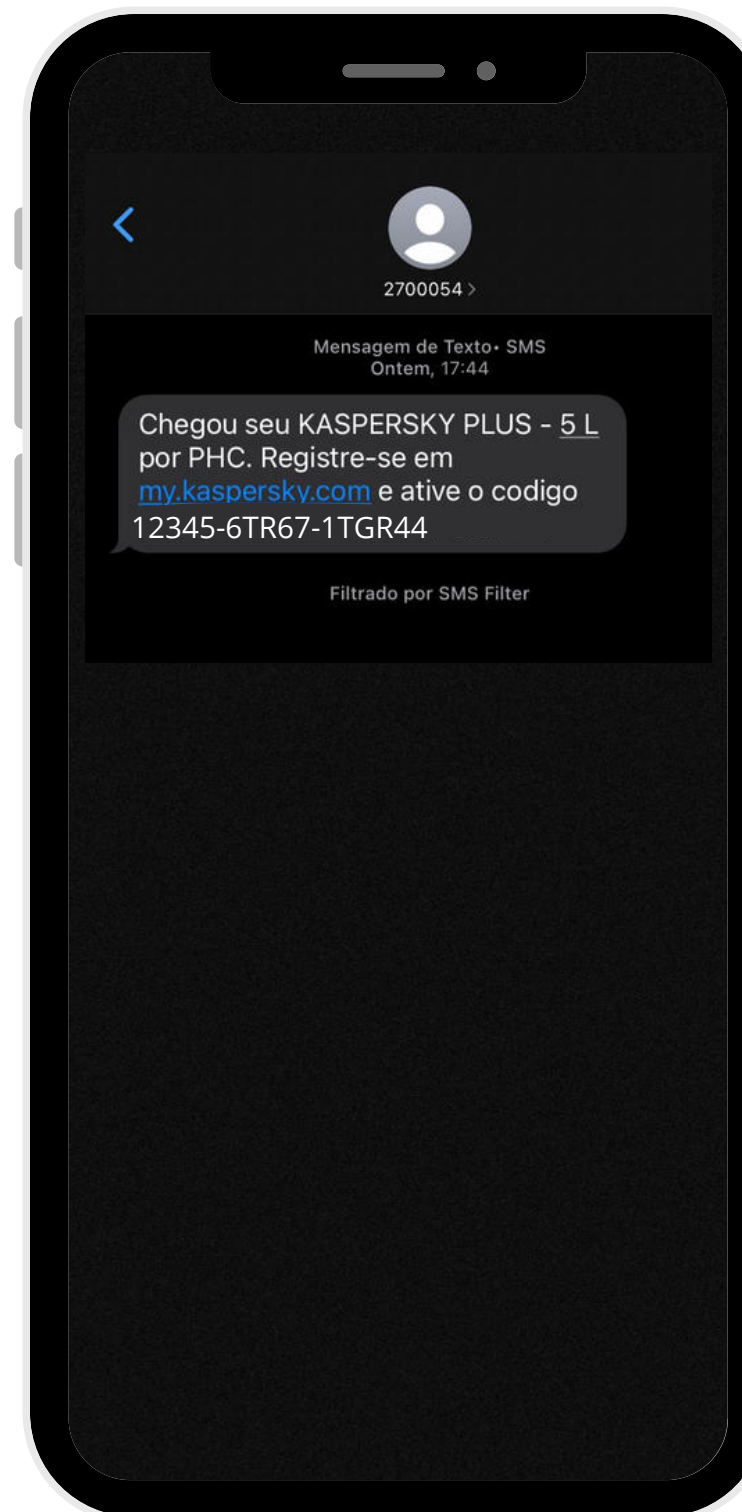 2700054
Mensagem de Texto• SMS
Ontem, 17:44
Chegou seu KASPERSKY PLUS - 5 L
por PHC. Registre-se em
my.kaspersky.com e ative o codigo
12345-6TR67-1TGR44
Filtrado por SMS Filter